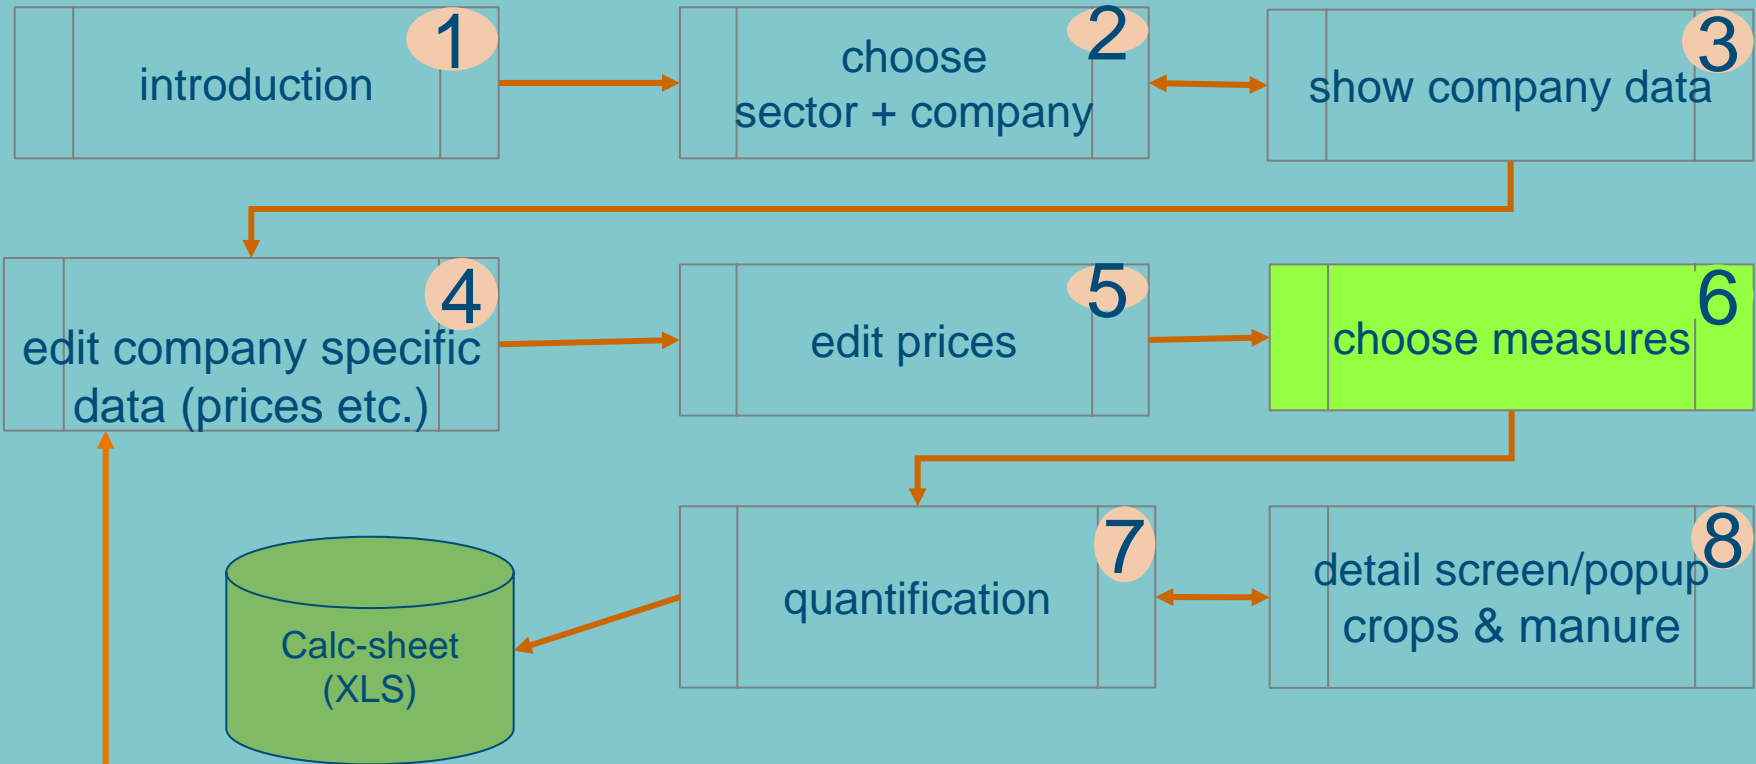 1
introduction
2
choose
sector + company
3
show company data
4
edit company specific
data (prices etc.)
5
edit prices
6
choose measures
7
quantification
8
detail screen/popup
crops & manure
Calc-sheet
(XLS)